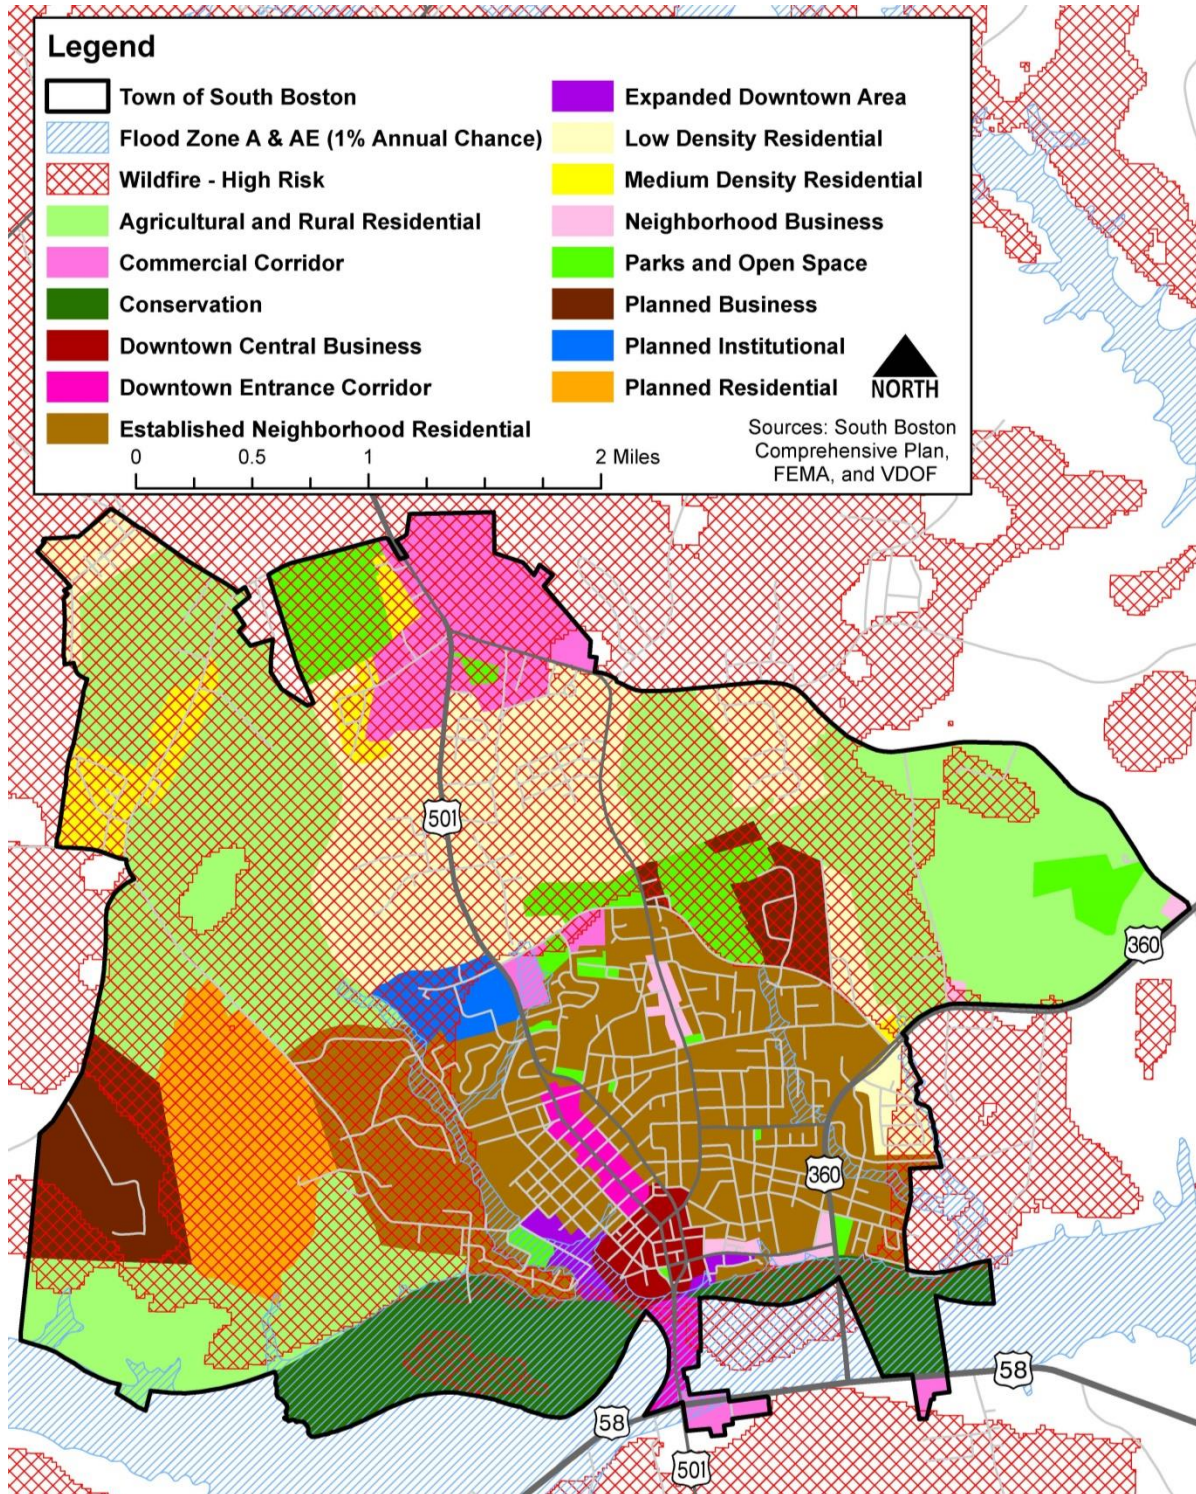 Legend
Town of South Boston
Flood Zone A & AE (1% Annual Chance)
Wildfire - High Risk
Agricultural and Rural Residential
Commercial Corridor
Conservation
Downtown Central Business
Downtown Entrance Corridor
Established Neighborhood Residential
Expanded Downtown Area
Low Density Residential
Medium Density Residential
Neighborhood Business
Parks and Open Space
Planned Business
Planned Institutional
Planned Residential
NORTH
Sources: South Boston
Comprehensive Plan,
FEMA, and VDOF
0 0.5 1 2 Miles
501
360
360
58
58
501